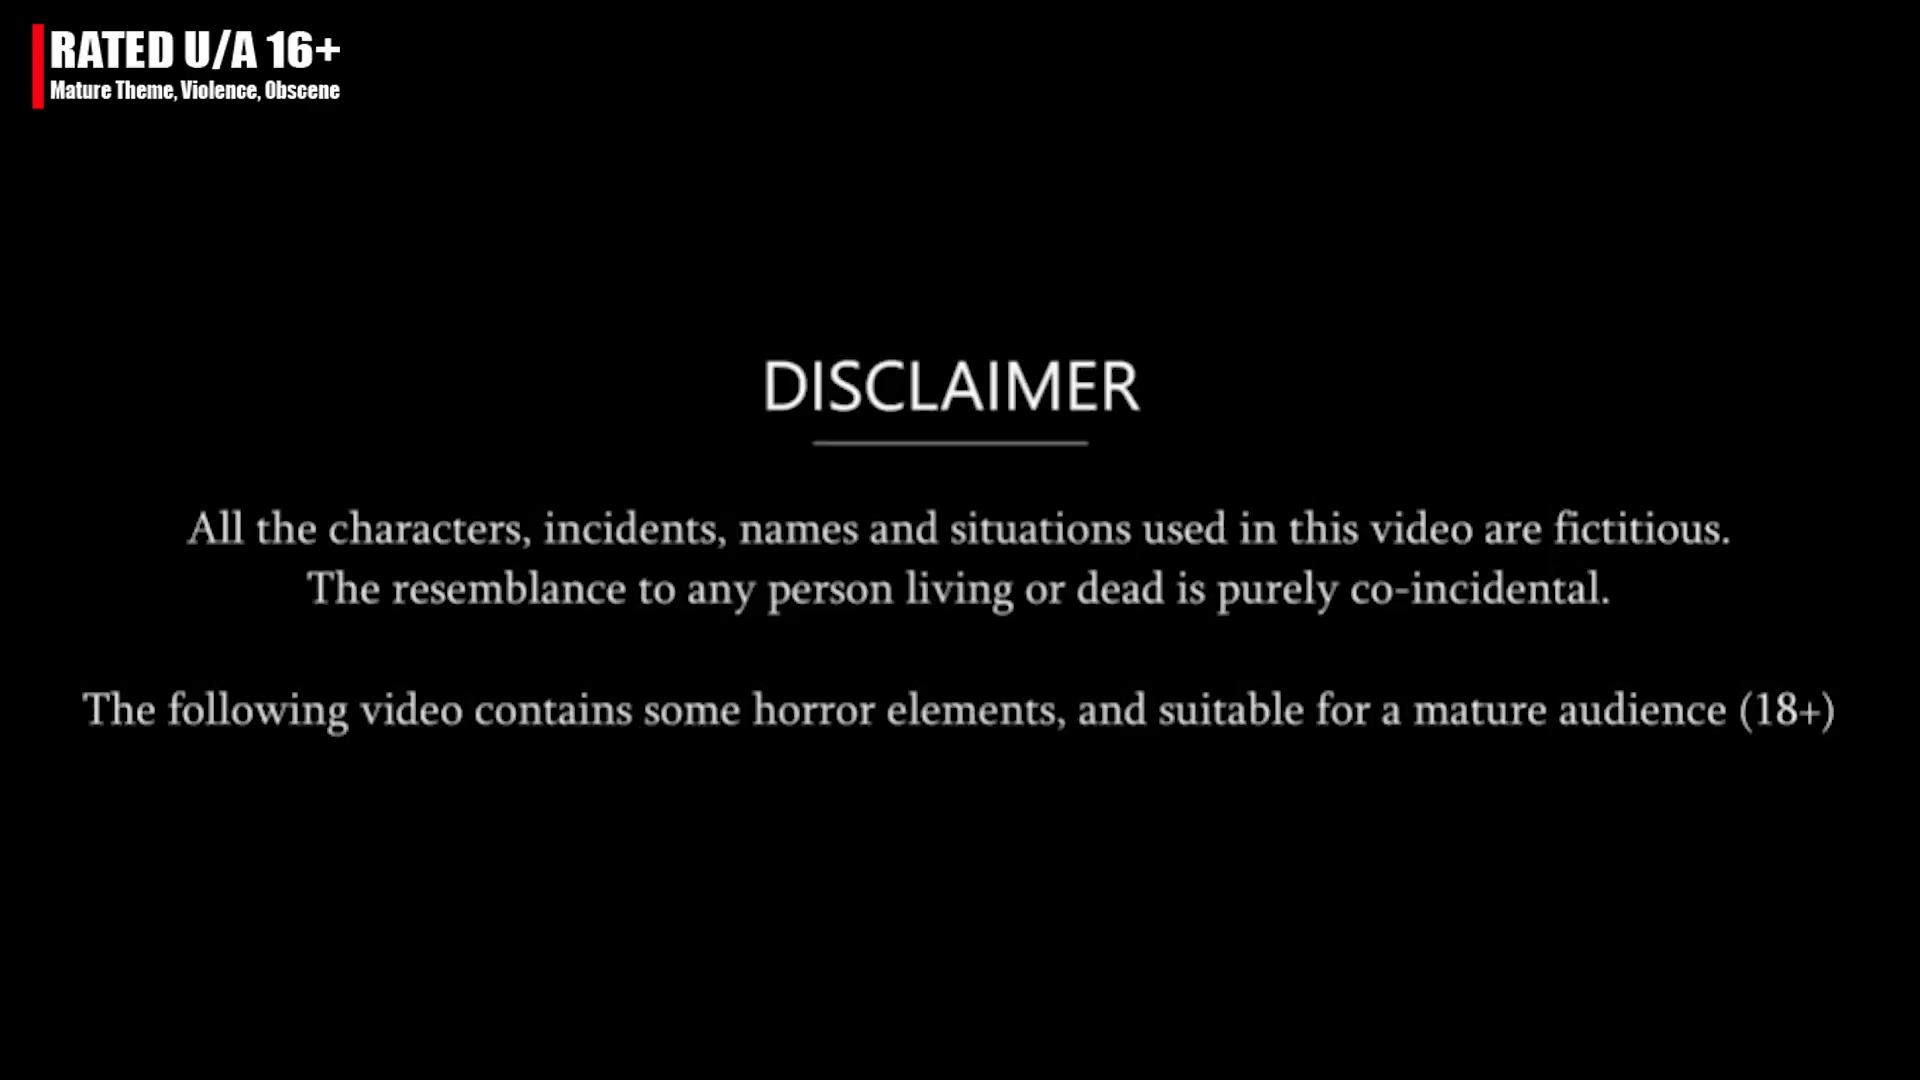 RATED U/A 16+
Mature Theme, Violence, Obscene
DISCLAIMER
All the characters, incidents, names and situations used in this video are fictitious.
The resemblance to any person living or dead is purely co-incidental.
The following video contains some horror elements, and suitable for a mature audience (18+)